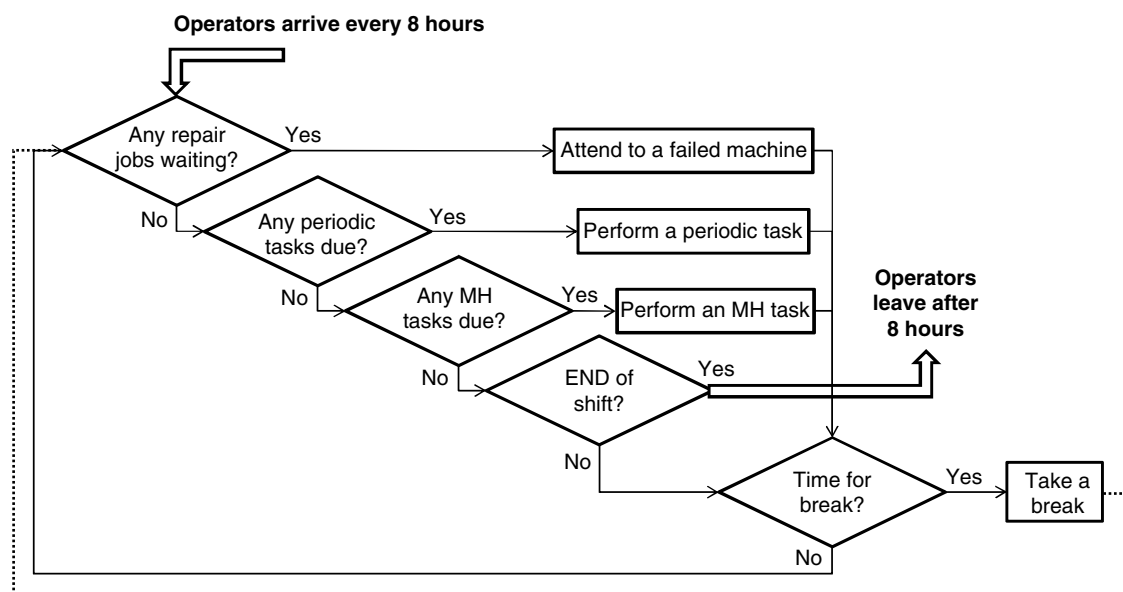 Operators arrive every 8 hours
Any repair
jobs waiting?
Yes
Attend to a failed machine
No
Any periodic
tasks due?
Yes
Perform a periodic task
No
Any MH
tasks due?
Yes
Perform an MH task
Operators
leave after
8 hours
No
END of
shift?
Yes
No
Time for
break?
Yes
Take a
break
No